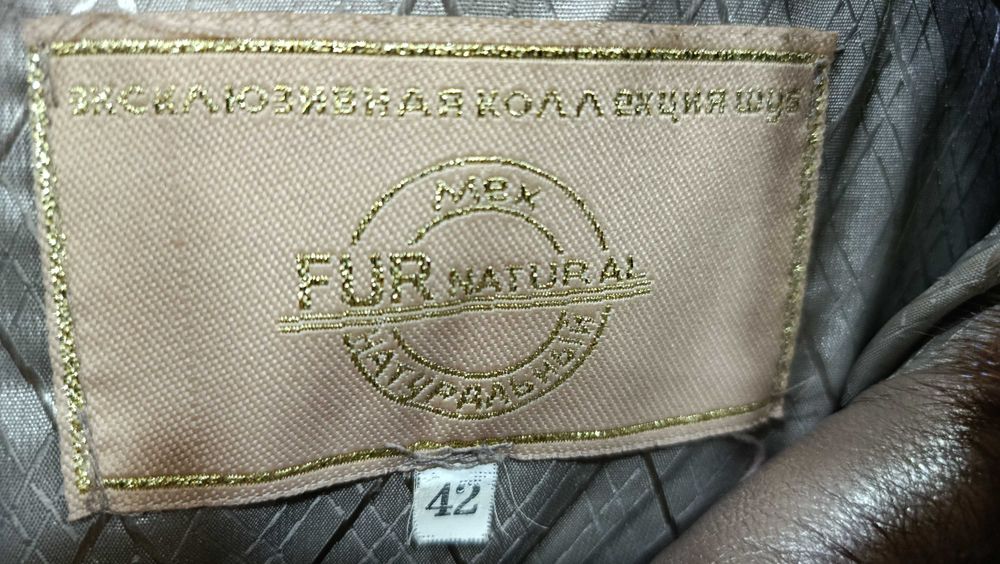 ЭКСКЛЮЗИВНАЯ КОЛЛЕКЦИЯ ШУБ
МЕХ
FUR NATURAL
НАТУРАЛЬНЫЙ
42